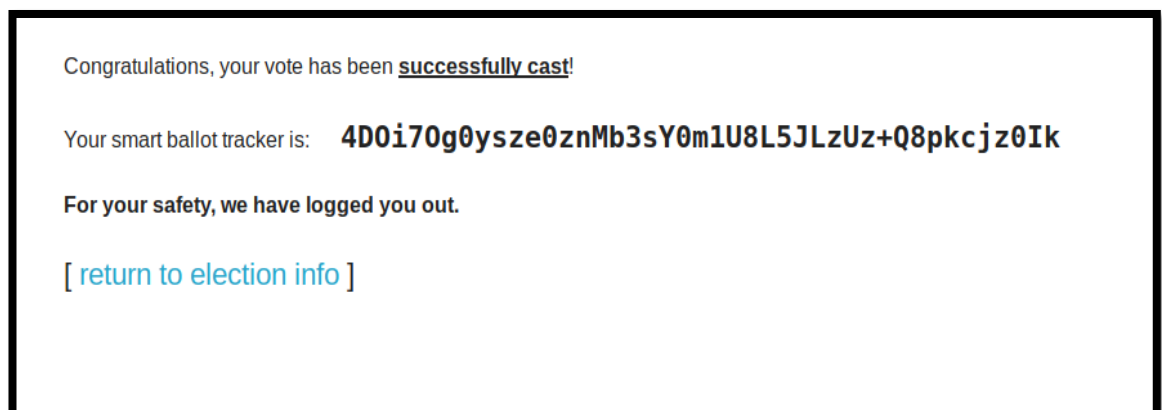 Congratulations, your vote has been successfully cast!
Your smart ballot tracker is: 4DOi7Og0ysze0znMb3sY0m1U8L5JLzUz+Q8pkcjz0Ik
For your safety, we have logged you out.
[ return to election info ]